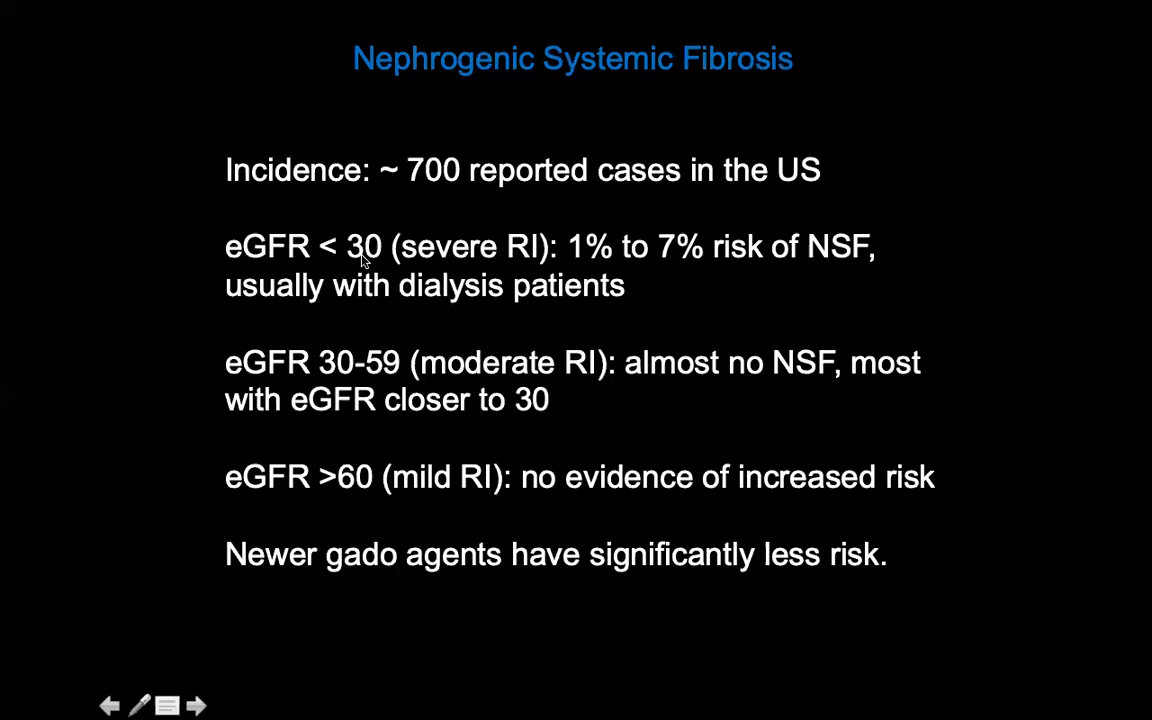 Nephrogenic Systemic Fibrosis
Incidence: ~ 700 reported cases in the US
eGFR < 30 (severe RI): 1% to 7% risk of NSF,
usually with dialysis patients
eGFR 30-59 (moderate RI): almost no NSF, most
with eGFR closer to 30
eGFR >60 (mild RI): no evidence of increased risk
Newer gado agents have significantly less risk.